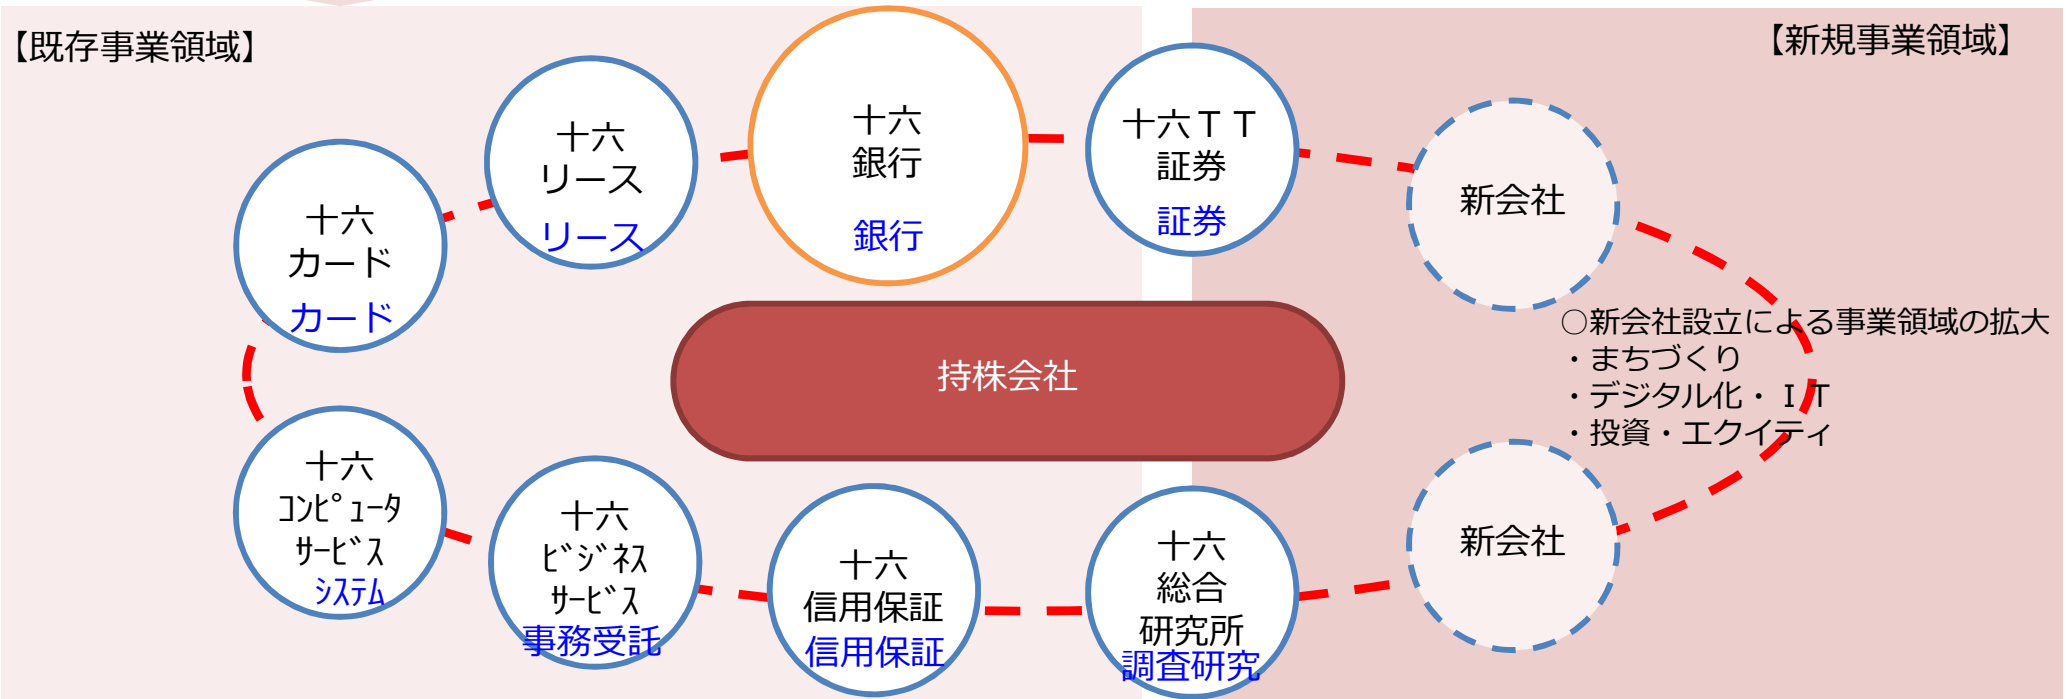 【既存事業領域】
【新規事業領域】
十六
カード
カード
十六
リース
リース
十六
銀行
銀行
十六ＴＴ
証券
証券
新会社
持株会社
○新会社設立による事業領域の拡大
・まちづくり
・デジタル化・ＩＴ
・投資・エクイティ
十六
ｺﾝﾋﾟｭｰﾀ
ｻｰﾋﾞｽ
ｼｽﾃﾑ
十六
ﾋﾞｼﾞﾈｽ
ｻｰﾋﾞｽ
事務受託
十六
信用保証
信用保証
十六
総合
研究所
調査研究
新会社